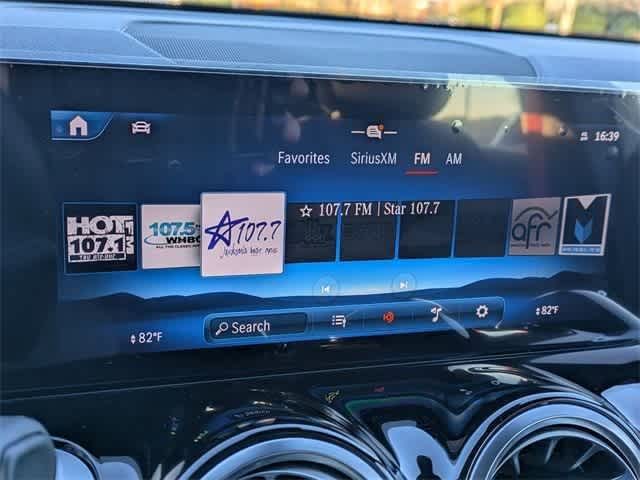 16:39
Favorites SiriusXM FM AM
HOT
107.1
107.5
WHBQ
107.7
107.7 FM | Star 107.7
afr
82°F
Search
82°F